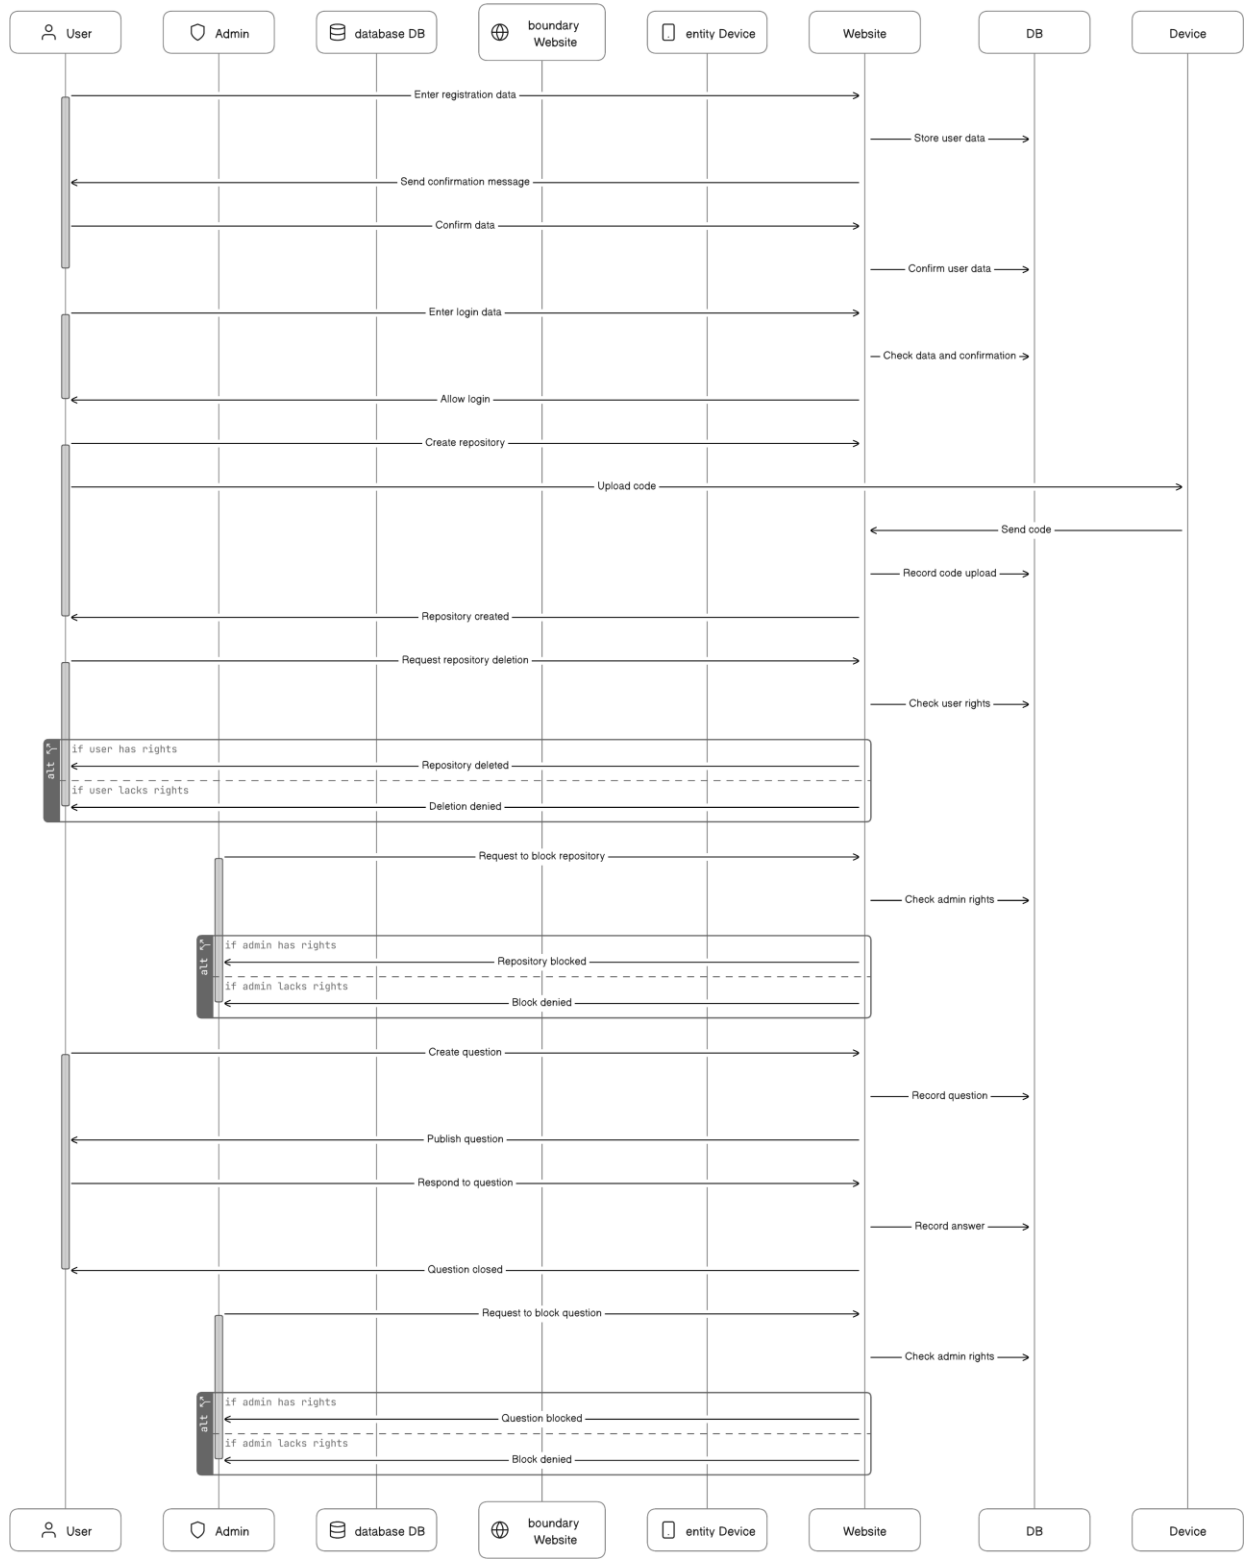 User
Admin
database DB
boundary
Website
entity Device
Website
DB
Device
Enter registration data
Store user data
Send confirmation message
Confirm data
Confirm user data
Enter login data
Check data and confirmation
Allow login
Create repository
Upload code
Send code
Record code upload
Repository created
Request repository deletion
Check user rights
alt
if user has rights
Repository deleted
if user lacks rights
Deletion denied
Request to block repository
Check admin rights
alt
if admin has rights
Repository blocked
if admin lacks rights
Block denied
Create question
Record question
Publish question
Respond to question
Record answer
Question closed
Request to block question
Check admin rights
alt
if admin has rights
Question blocked
if admin lacks rights
Block denied
User
Admin
database DB
boundary
Website
entity Device
Website
DB
Device